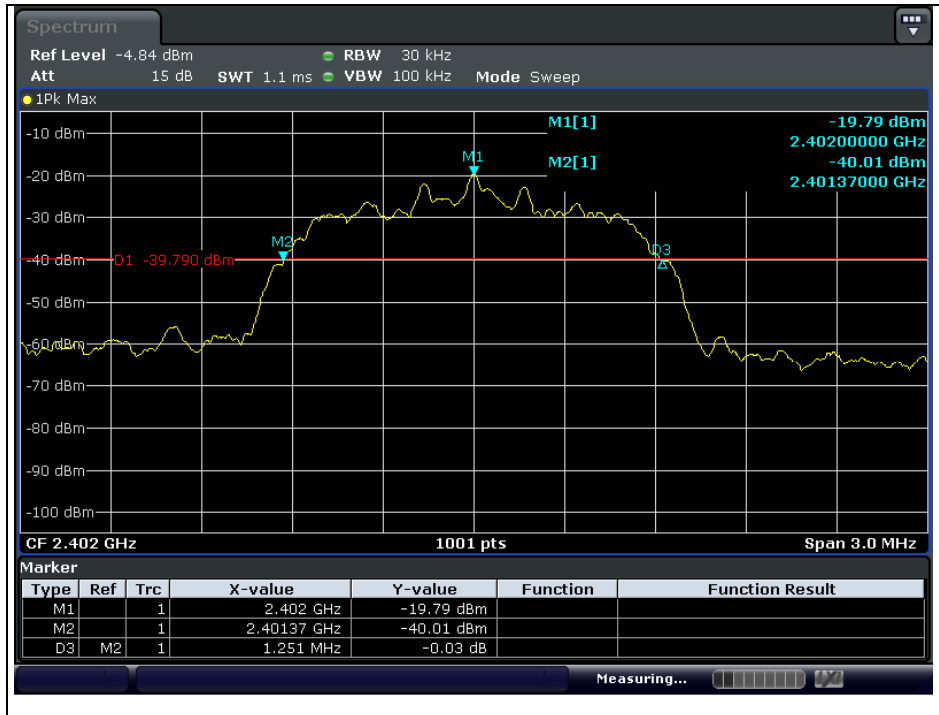 Spectrum
Ref Level -4.84 dBm RBW 30 kHz
Att 15 dB SWT 1.1 ms VBW 100 kHz Mode Sweep
1Pk Max
M1[1] -19.79 dBm
2.40200000 GHz
M2[1] -40.01 dBm
2.40137000 GHz
-10 dBm
M1
-20 dBm
-30 dBm
M2
D3
-40 dBm
D1 -39.790 dBm
-50 dBm
-60 dBm
-70 dBm
-80 dBm
-90 dBm
-100 dBm
CF 2.402 GHz 1001 pts Span 3.0 MHz
Marker
Type Ref Trc X-value Y-value Function Function Result
M1 1 2.402 GHz -19.79 dBm
M2 1 2.40137 GHz -40.01 dBm
D3 M2 1 1.251 MHz -0.03 dB
Measuring...